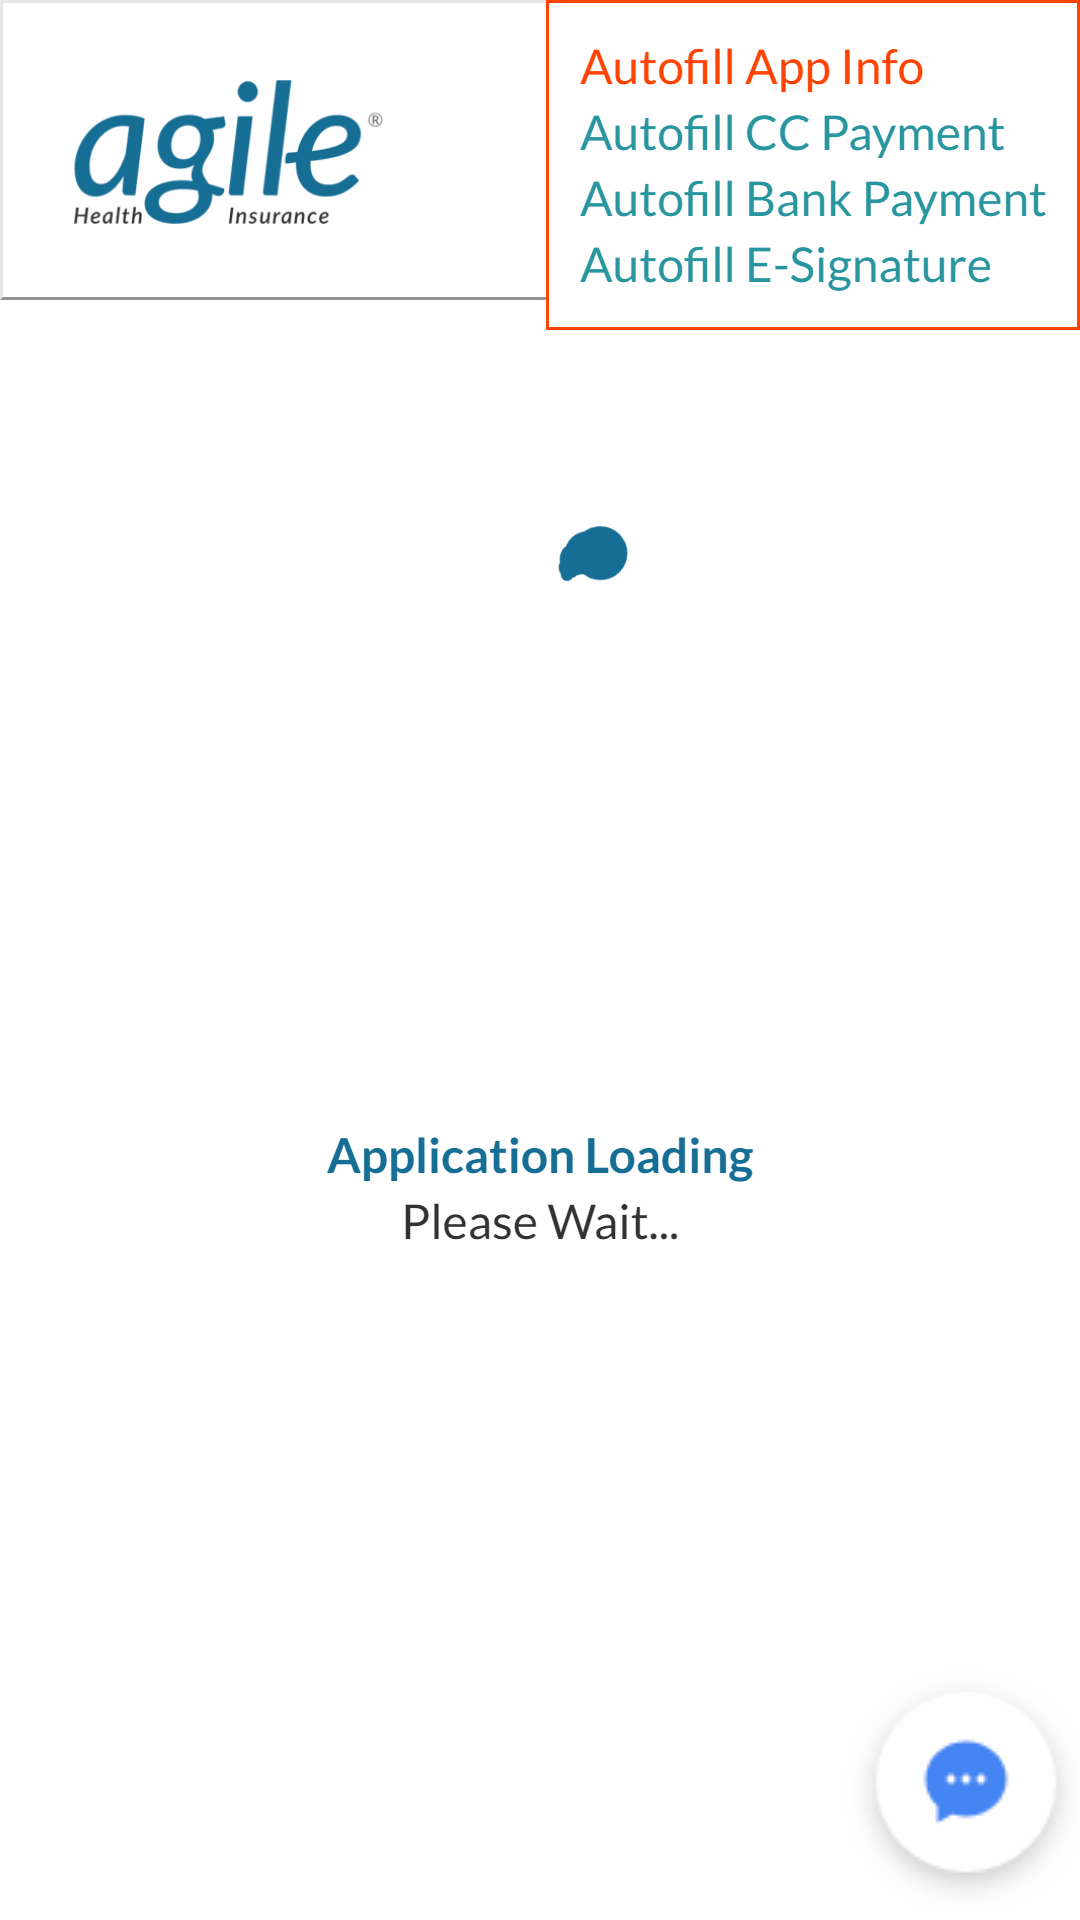 agile®
Health Insurance
Autofill App Info
Autofill CC Payment
Autofill Bank Payment
Autofill E-Signature
Application Loading
Please Wait...